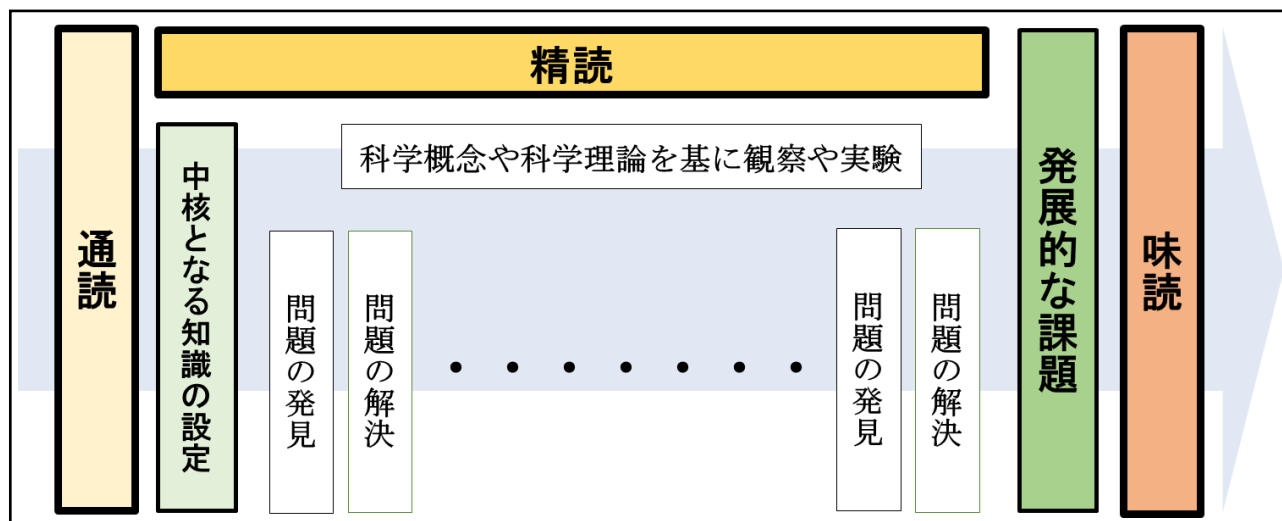 通読
精読
中核となる知識の設定
科学概念や科学理論を基に観察や実験
問題の発見
問題の解決
・・・・・・・
問題の発見
問題の解決
発展的な課題
味読